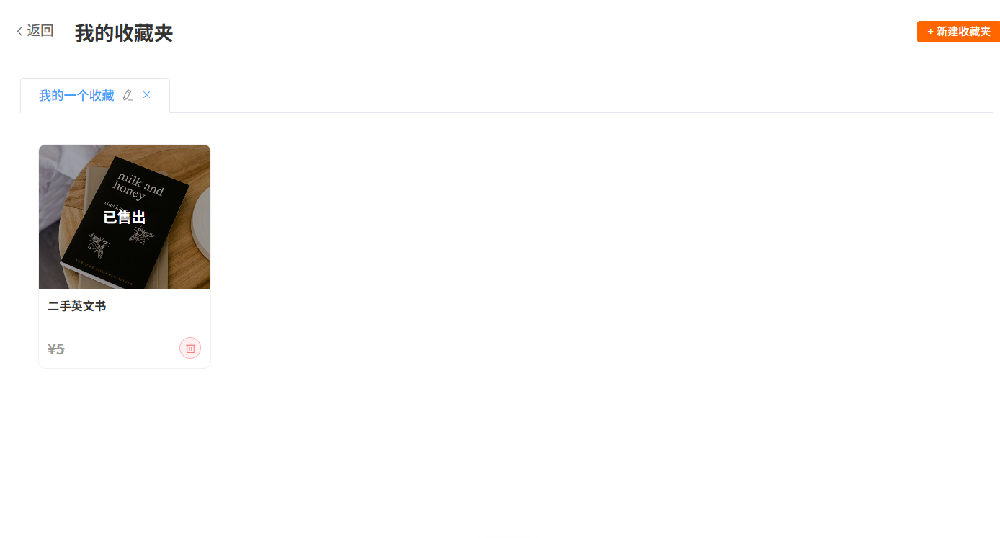 返回
我的收藏夹
+ 新建收藏夹
我的一个收藏
milk and
honey
已售出
二手英文书
¥5